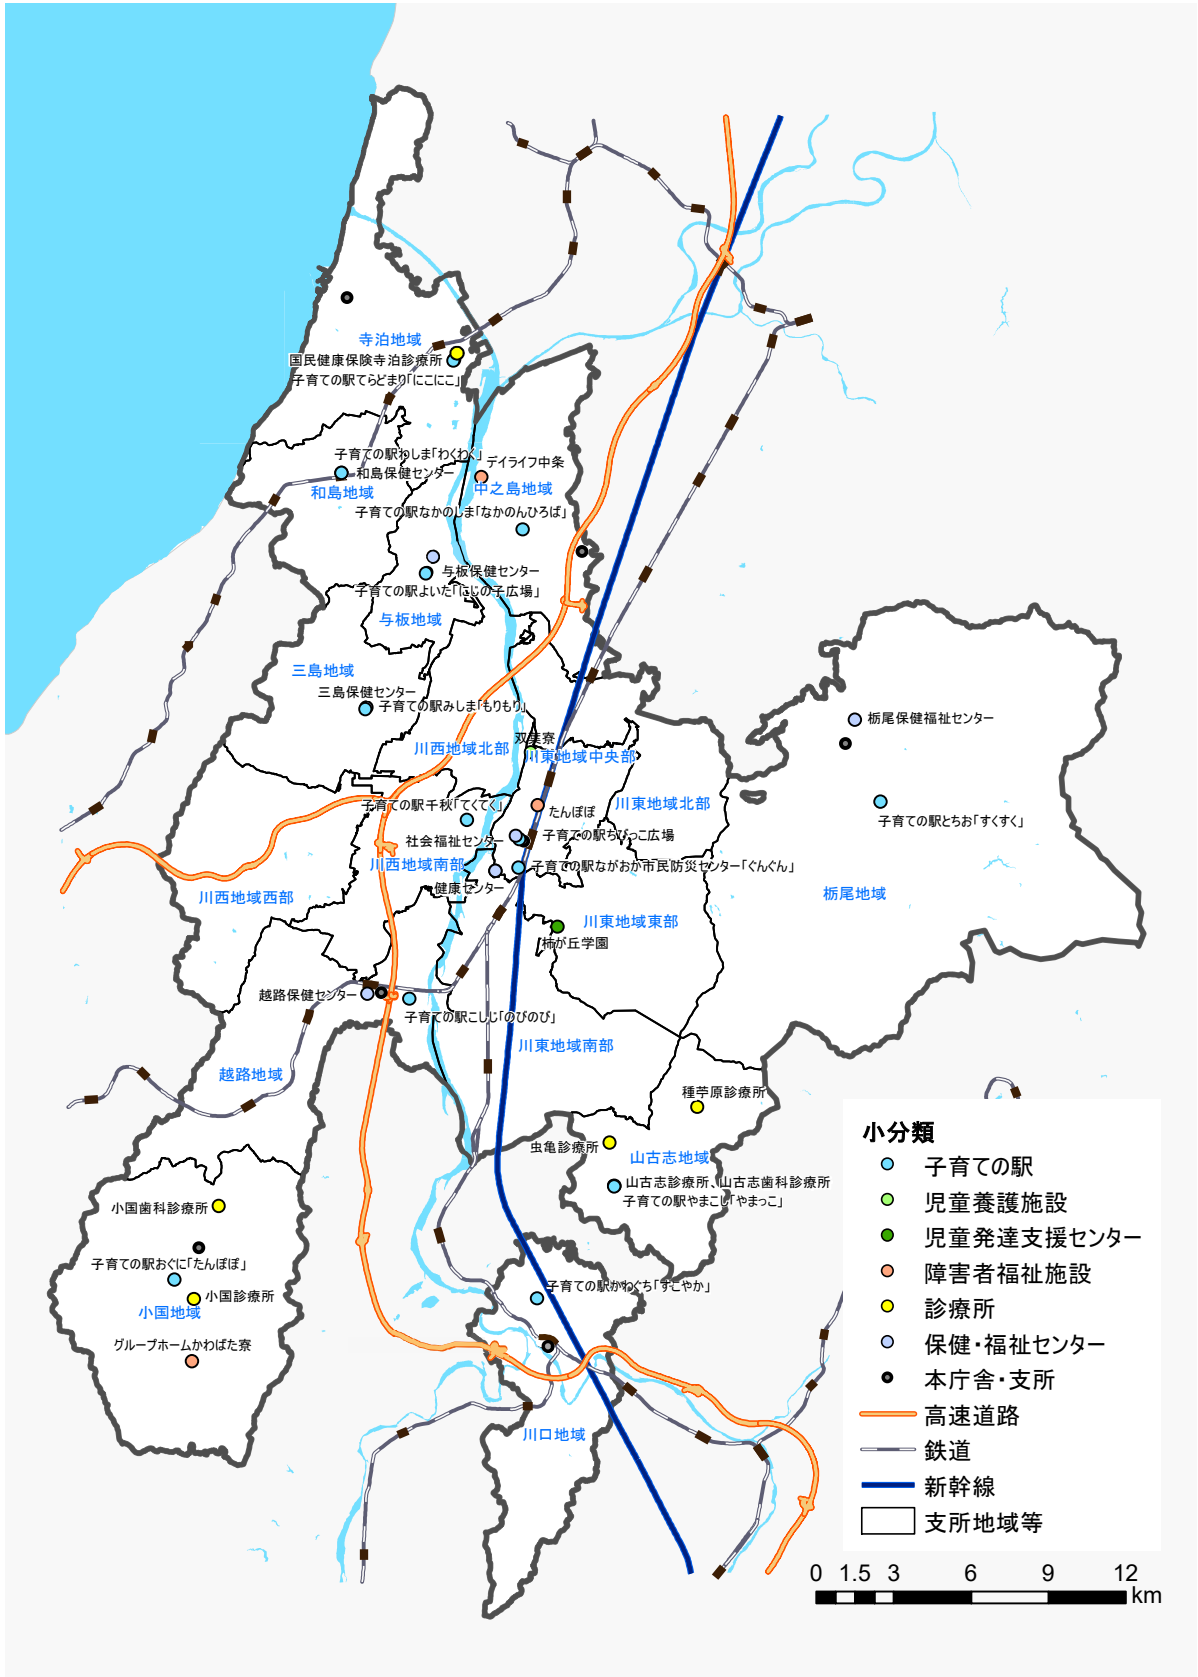 寺泊地域
国民健康保険寺泊診療所
子育ての駅てらどまり「にこにこ」
子育ての駅わしま「わくわく」
和島保健センター
和島地域
デイライフ中条
中之島地域
子育ての駅なかのしま「なかのんひろば」
与板保健センター
子育ての駅よいた「にじの子広場」
与板地域
三島地域
三島保健センター
子育ての駅みしま「もりもり」
栃尾保健福祉センター
双葉寮
川西地域北部
川東地域中央部
川東地域北部
子育ての駅千秋「てくてく」
たんぽぽ
子育ての駅とちお「すくすく」
社会福祉センター
子育ての駅ちびっこ広場
川西地域南部
子育ての駅ながおか市民防災センター「ぐんぐん」
健康センター
川西地域西部
栃尾地域
川東地域東部
柿が丘学園
越路保健センター
子育ての駅こしじ「のびのび」
川東地域南部
越路地域
種苧原診療所
虫亀診療所
山古志地域
山古志診療所、山古志歯科診療所
子育ての駅やまこし「やまっこ」
小国歯科診療所
子育ての駅おぐに「たんぽぽ」
小国診療所
小国地域
グループホームかわばた寮
子育ての駅かわぐち「すこやか」
川口地域
小分類
子育ての駅
児童養護施設
児童発達支援センター
障害者福祉施設
診療所
保健・福祉センター
本庁舎・支所
高速道路
鉄道
新幹線
支所地域等
0 1.5 3 6 9 12
km